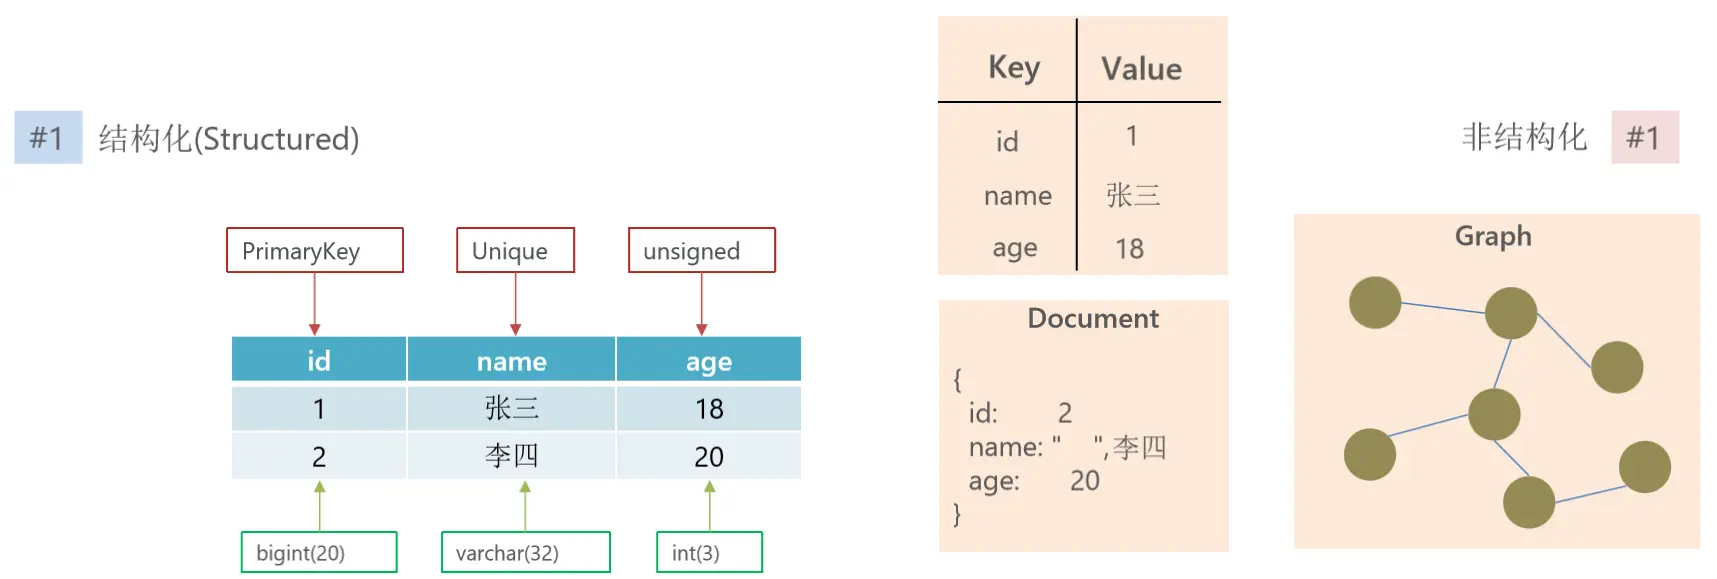 #1 结构化(Structured)
PrimaryKey Unique unsigned
id name age
1 张三 18
2 李四 20
bigint(20) varchar(32) int(3)
Key Value
id 1
name 张三
age 18
Document
{
id: 2
name: " ",李四
age: 20
}
非结构化 #1
Graph